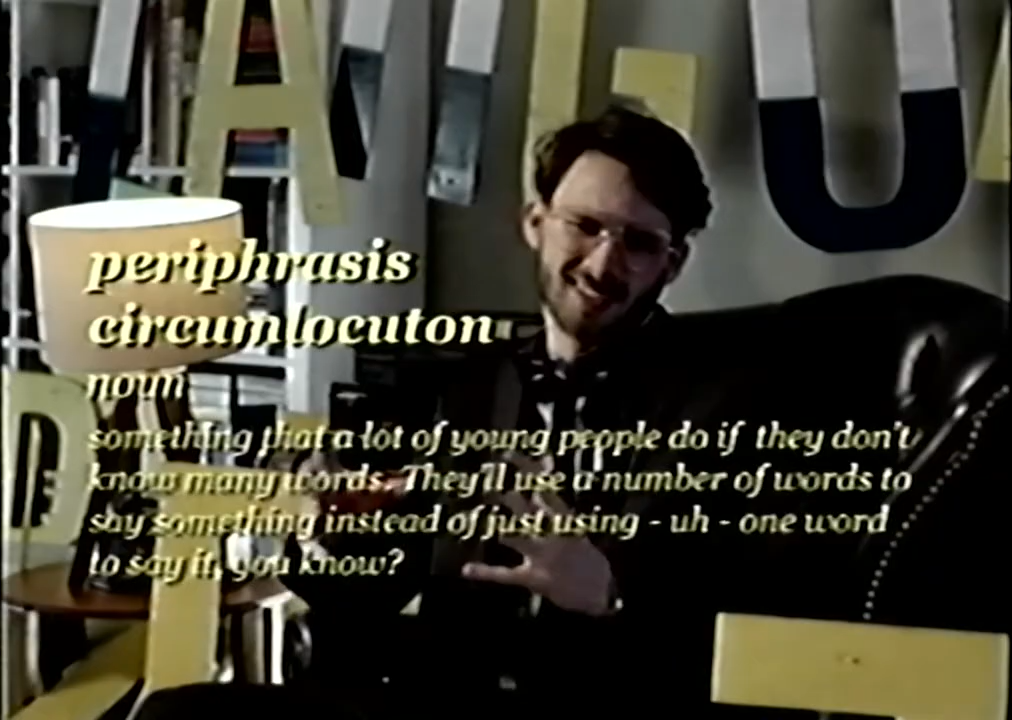 A U
periphrasis
circumlocuton
noun
something that a lot of young people do if they don't
know many words. They'll use a number of words to
say something instead of just using - uh - one word
to say it, you know?